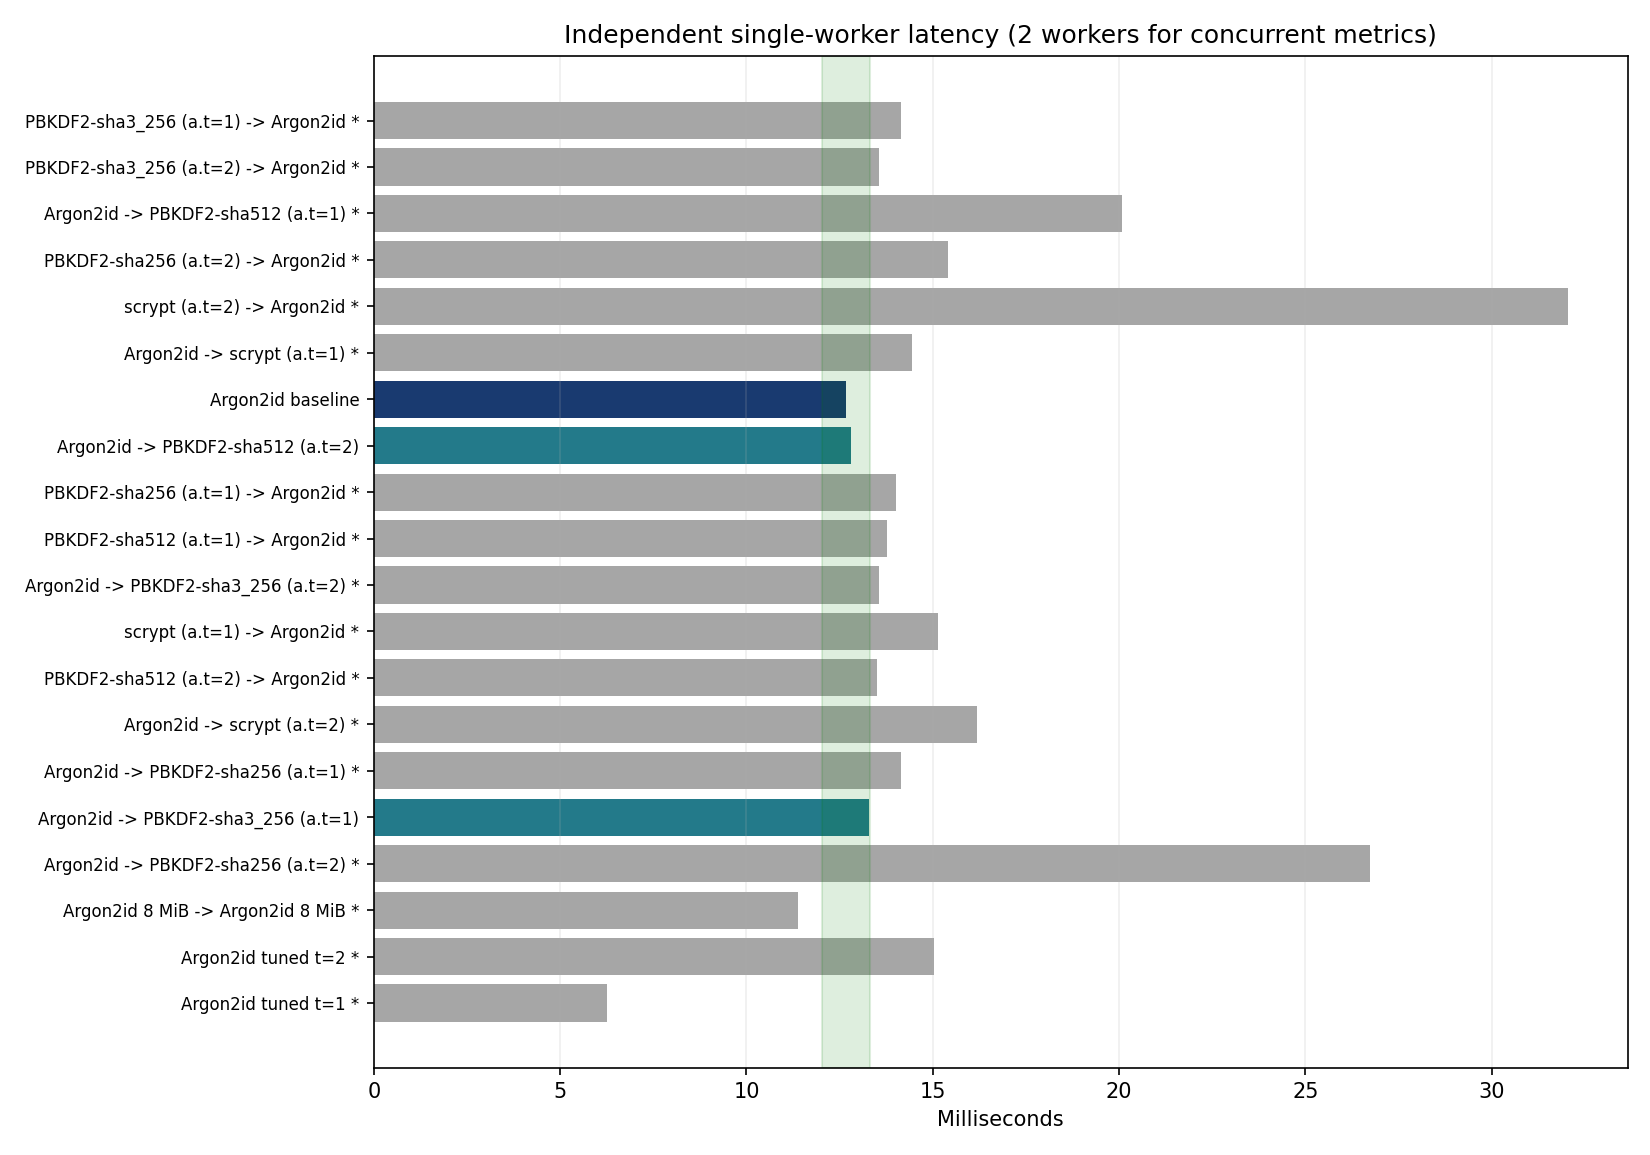 Independent single-worker latency (2 workers for concurrent metrics)
PBKDF2-sha3_256 (a.t=1) -> Argon2id *
PBKDF2-sha3_256 (a.t=2) -> Argon2id *
Argon2id -> PBKDF2-sha512 (a.t=1) *
PBKDF2-sha256 (a.t=2) -> Argon2id *
scrypt (a.t=2) -> Argon2id *
Argon2id -> scrypt (a.t=1) *
Argon2id baseline
Argon2id -> PBKDF2-sha512 (a.t=2)
PBKDF2-sha256 (a.t=1) -> Argon2id *
PBKDF2-sha512 (a.t=1) -> Argon2id *
Argon2id -> PBKDF2-sha3_256 (a.t=2) *
scrypt (a.t=1) -> Argon2id *
PBKDF2-sha512 (a.t=2) -> Argon2id *
Argon2id -> scrypt (a.t=2) *
Argon2id -> PBKDF2-sha256 (a.t=1) *
Argon2id -> PBKDF2-sha3_256 (a.t=1)
Argon2id -> PBKDF2-sha256 (a.t=2) *
Argon2id 8 MiB -> Argon2id 8 MiB *
Argon2id tuned t=2 *
Argon2id tuned t=1 *
0 5 10 15 20 25 30
Milliseconds